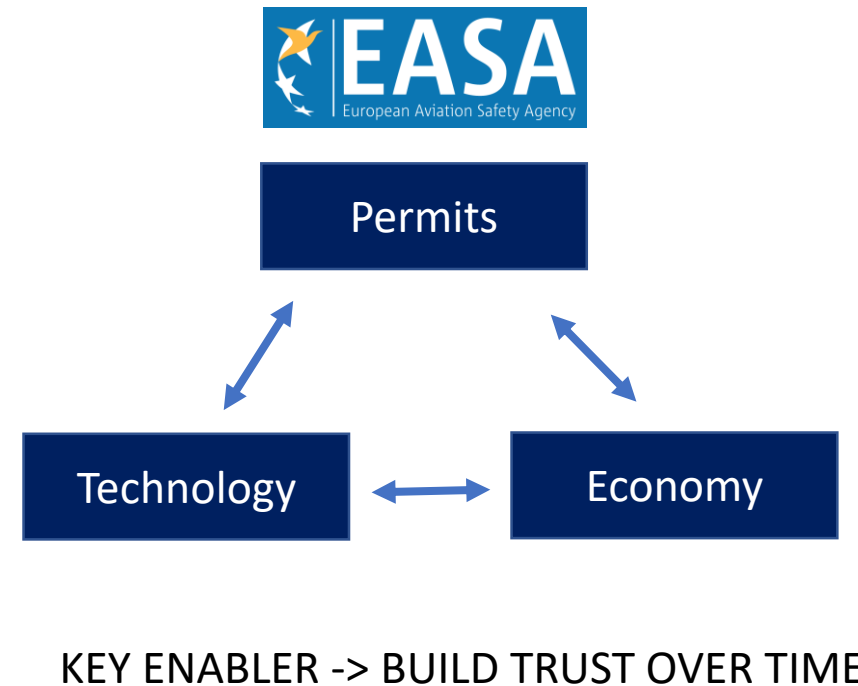 EASA
European Aviation Safety Agency
Permits
Technology
Economy
KEY ENABLER -> BUILD TRUST OVER TIME